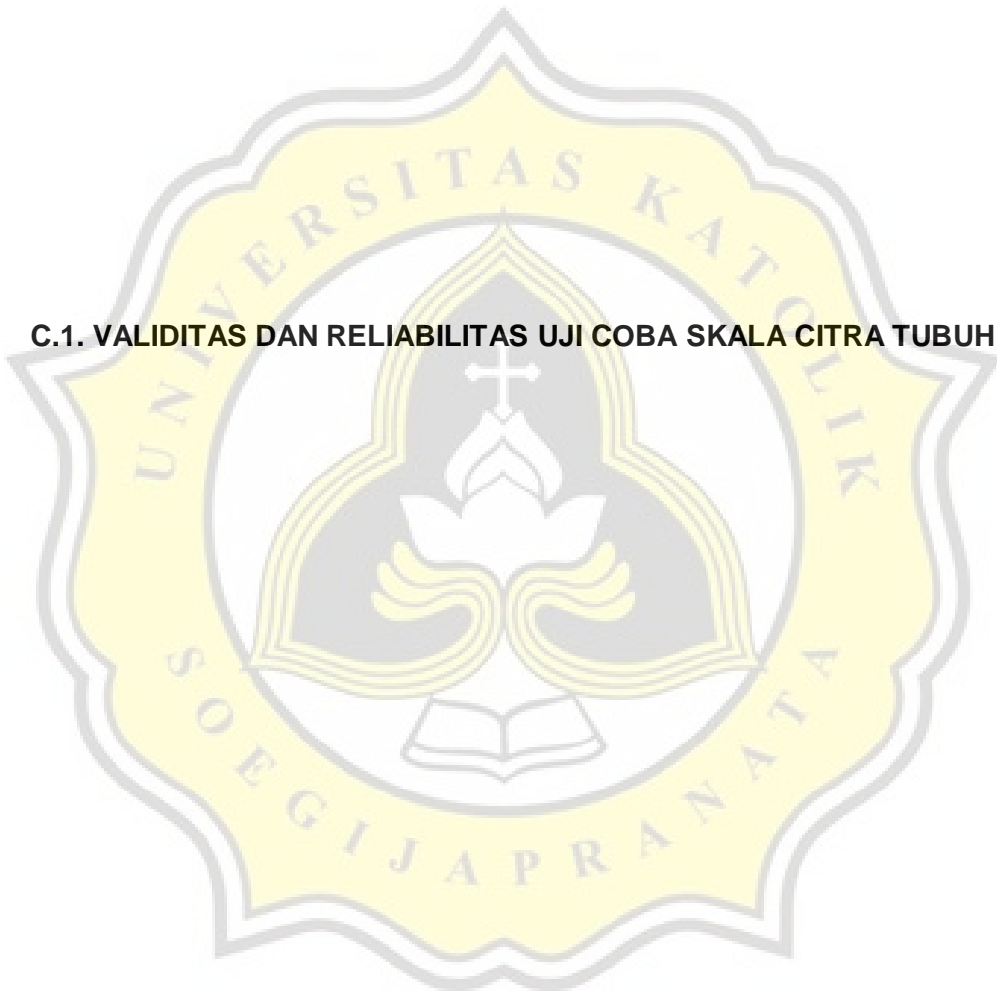 UNIVERSITAS KATOLIK
C.1. VALIDITAS DAN RELIABILITAS UJI COBA SKALA CITRA TUBUH
SOEGIJAPRANATA